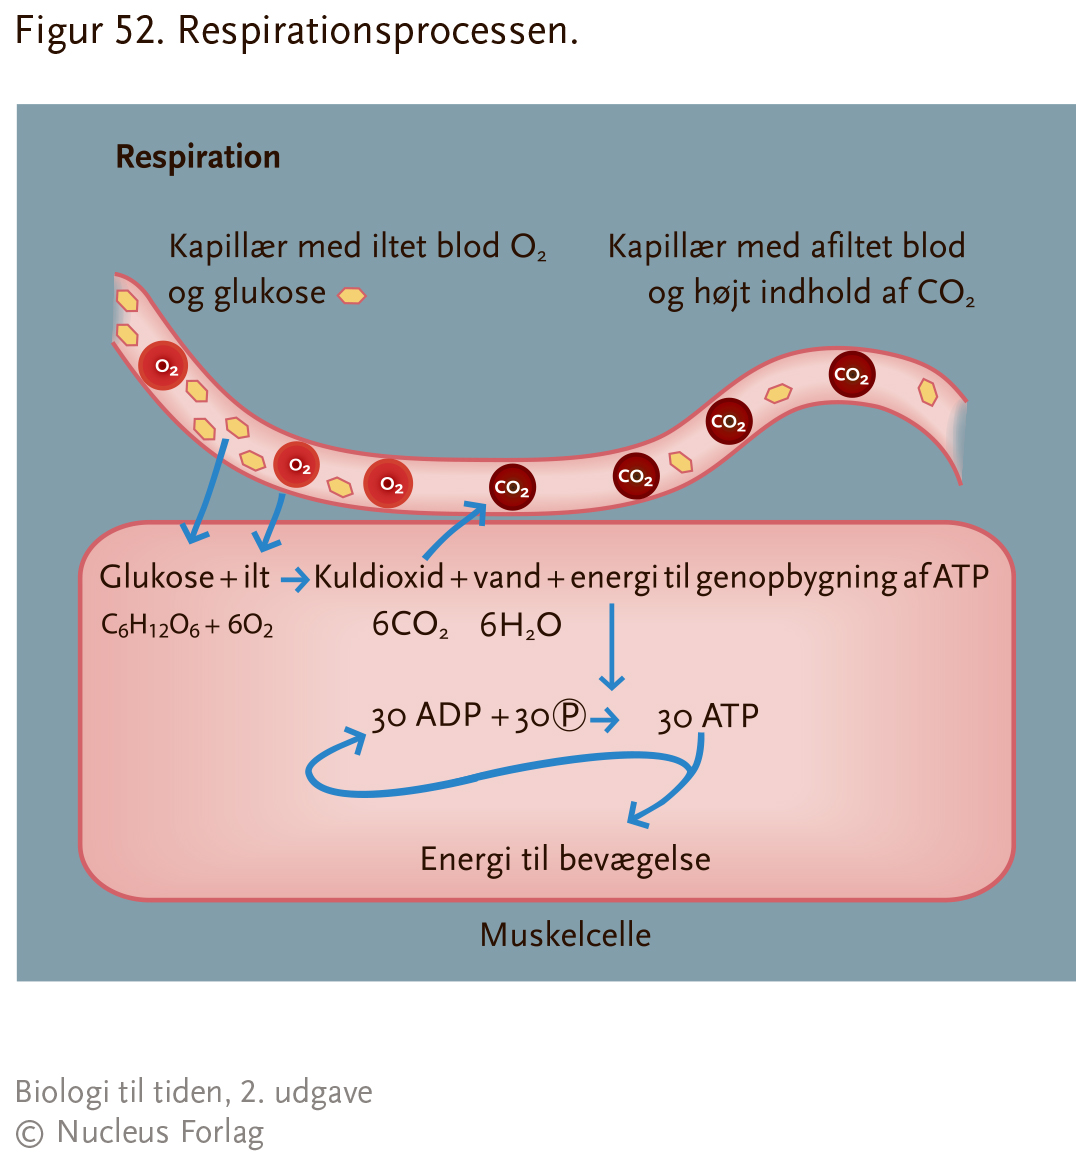 Figur 52. Respirationsprocessen.
Respiration
Kapillær med iltet blod O₂
og glukose
Kapillær med afiltet blod
og højt indhold af CO₂
O₂
O₂
O₂
CO₂
CO₂
CO₂
CO₂
Glukose + ilt → Kuldioxid + vand + energi til genopbygning af ATP
C₆H₁₂O₆ + 6O₂ 6CO₂ 6H₂O
30 ADP + 30 Ⓟ → 30 ATP
Energi til bevægelse
Muskelcelle
Biologi til tiden, 2. udgave
© Nucleus Forlag